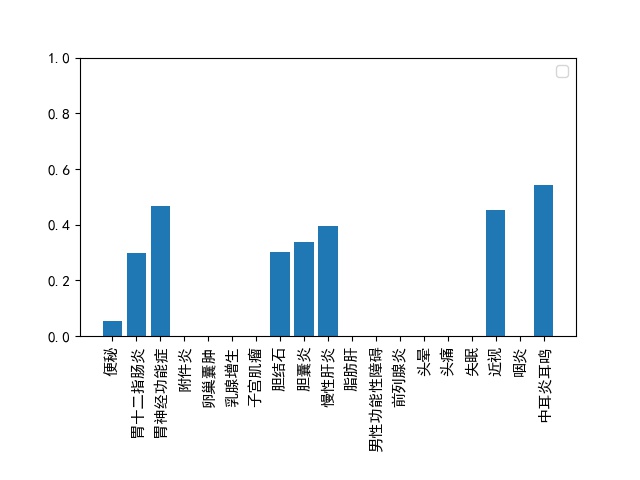 1.0
0.8
0.6
0.4
0.2
0.0
便秘
胃十二指肠炎
胃神经功能症
附件炎
卵巢囊肿
乳腺增生
子宫肌瘤
胆结石
胆囊炎
慢性肝炎
脂肪肝
男性功能性障碍
前列腺炎
头晕
头痛
失眠
近视
咽炎
中耳炎耳鸣